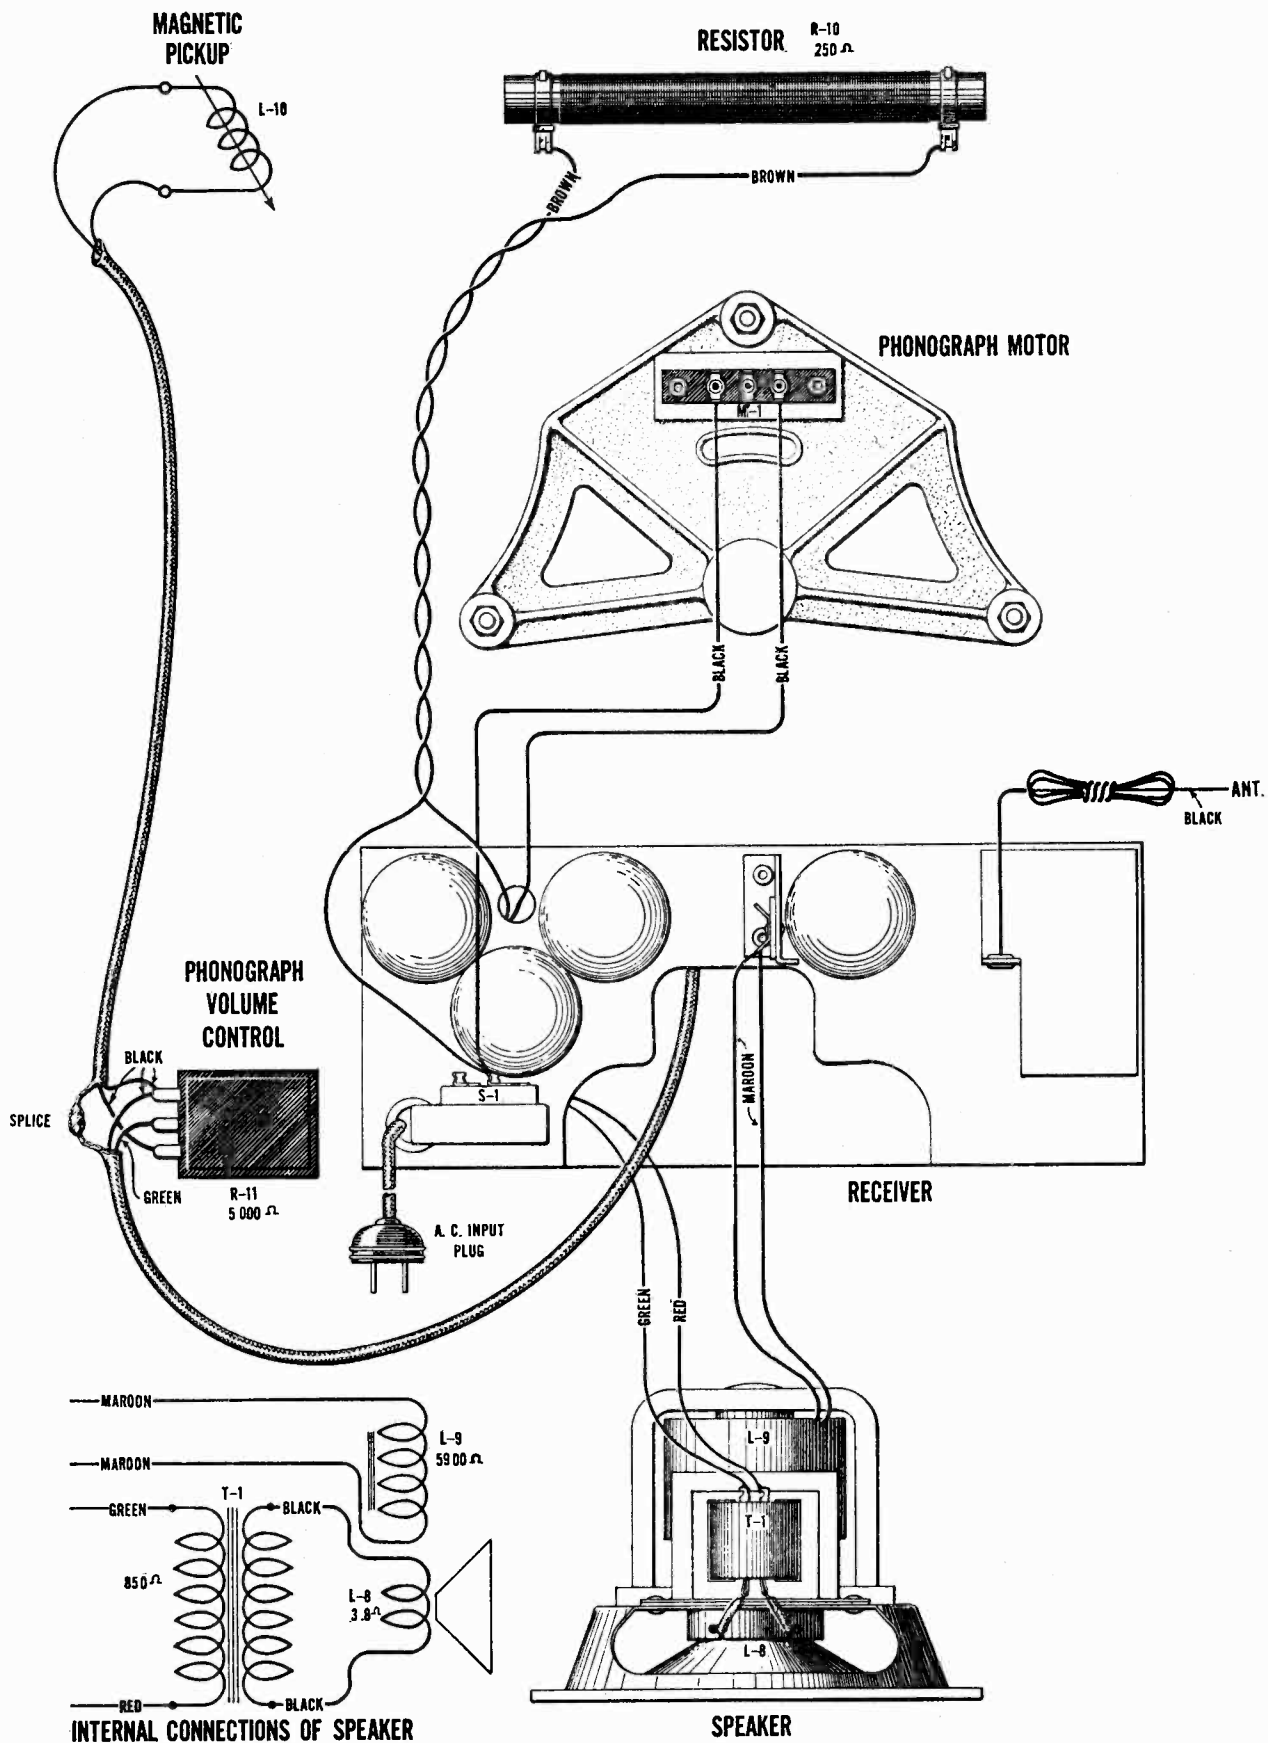 MAGNETIC
PICKUP
L-10
RESISTOR
R-10
250 Ω
BROWN
BROWN
PHONOGRAPH MOTOR
M-1
BLACK
BLACK
ANT.
BLACK
PHONOGRAPH
VOLUME
CONTROL
BLACK
SPLICE
GREEN
R-11
5000 Ω
S-1
MAROON
RECEIVER
A. C. INPUT
PLUG
GREEN
RED
MAROON
L-9
5900 Ω
MAROON
T-1
GREEN
BLACK
850 Ω
L-8
3.8 Ω
RED
BLACK
INTERNAL CONNECTIONS OF SPEAKER
L-9
T-1
L-8
SPEAKER